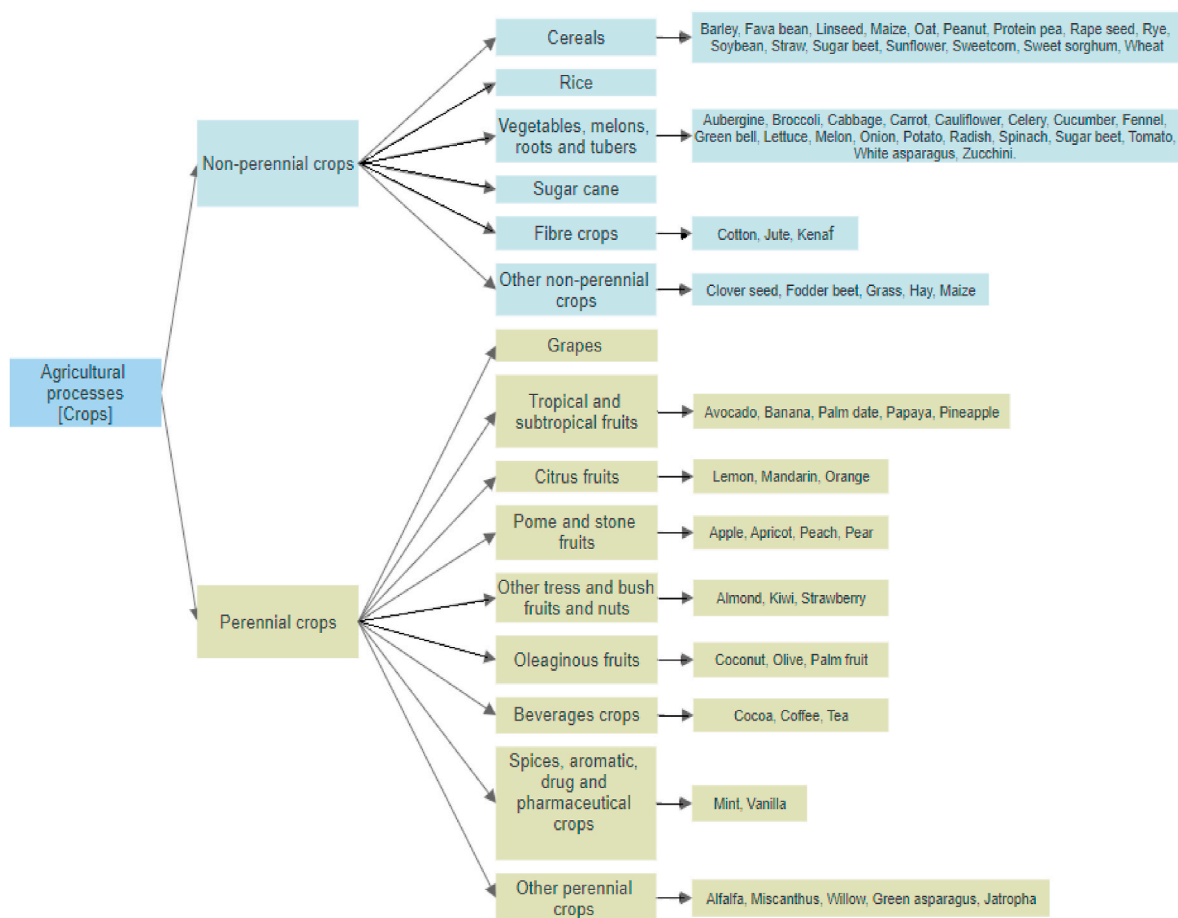 Cereals
Barley, Fava bean, Linseed, Maize, Oat, Peanut, Protein pea, Rape seed, Rye,
Soybean, Straw, Sugar beet, Sunflower, Sweetcorn, Sweet sorghum, Wheat
Rice
Non-perennial crops
Vegetables, melons,
roots and tubers
Aubergine, Broccoli, Cabbage, Carrot, Cauliflower, Celery, Cucumber, Fennel,
Green bell, Lettuce, Melon, Onion, Potato, Radish, Spinach, Sugar beet, Tomato,
White asparagus, Zucchini.
Sugar cane
Fibre crops
Cotton, Jute, Kenaf
Other non-perennial
crops
Clover seed, Fodder beet, Grass, Hay, Maize
Agricultural
processes
[Crops]
Grapes
Tropical and
subtropical fruits
Avocado, Banana, Palm date, Papaya, Pineapple
Citrus fruits
Lemon, Mandarin, Orange
Pome and stone
fruits
Apple, Apricot, Peach, Pear
Perennial crops
Other tress and bush
fruits and nuts
Almond, Kiwi, Strawberry
Oleaginous fruits
Coconut, Olive, Palm fruit
Beverages crops
Cocoa, Coffee, Tea
Spices, aromatic,
drug and
pharmaceutical
crops
Mint, Vanilla
Other perennial
crops
Alfalfa, Miscanthus, Willow, Green asparagus, Jatropha